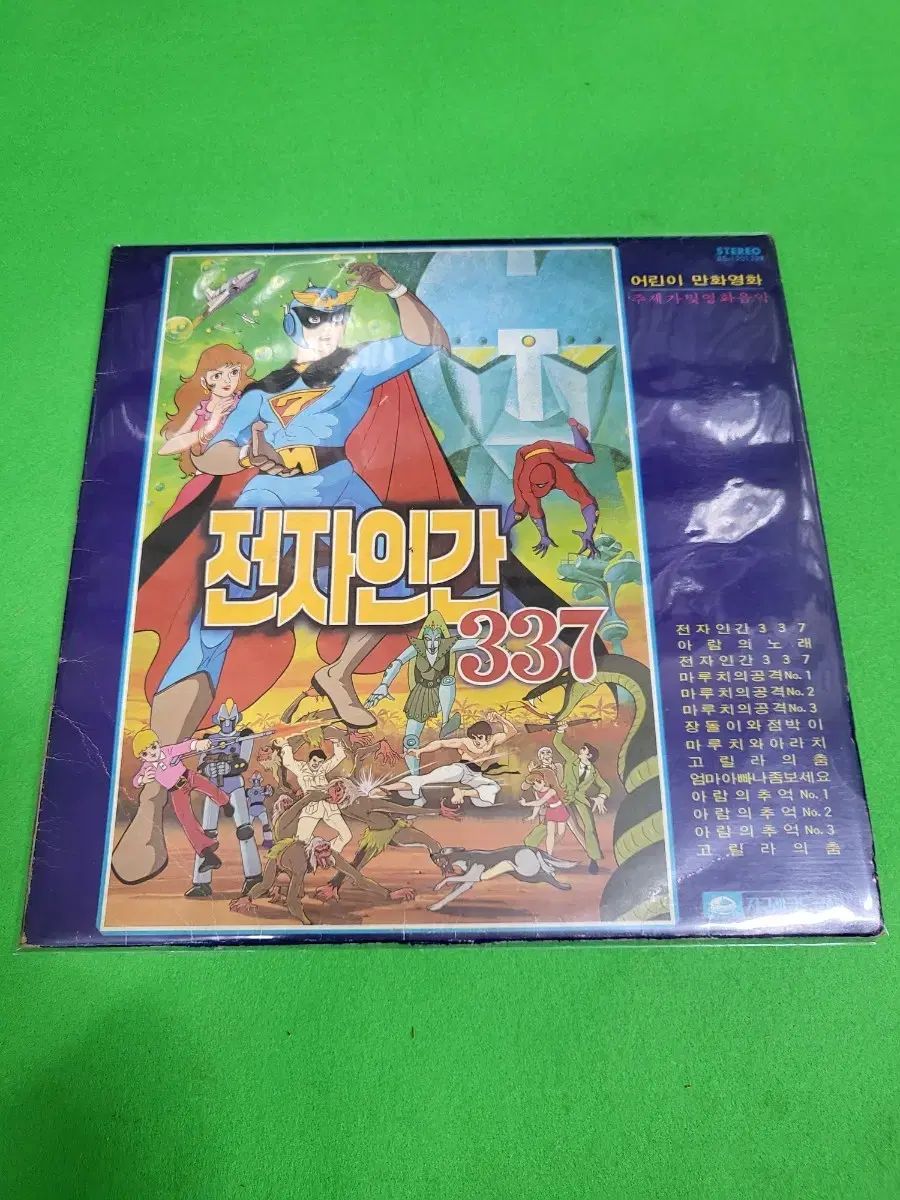 STEREO
어린이 만화영화
주제가및영화음악
전자인간
337
전자인간337
아람의노래
전자인간337
마루치의공격No.1
마루치의공격No.2
마루치의공격No.3
장돌이와점박이
마루치와아라치
고릴라의춤
엄마아빠나좀보세요
아람의추억No.1
아람의추억No.2
아람의추억No.3
고릴라의춤